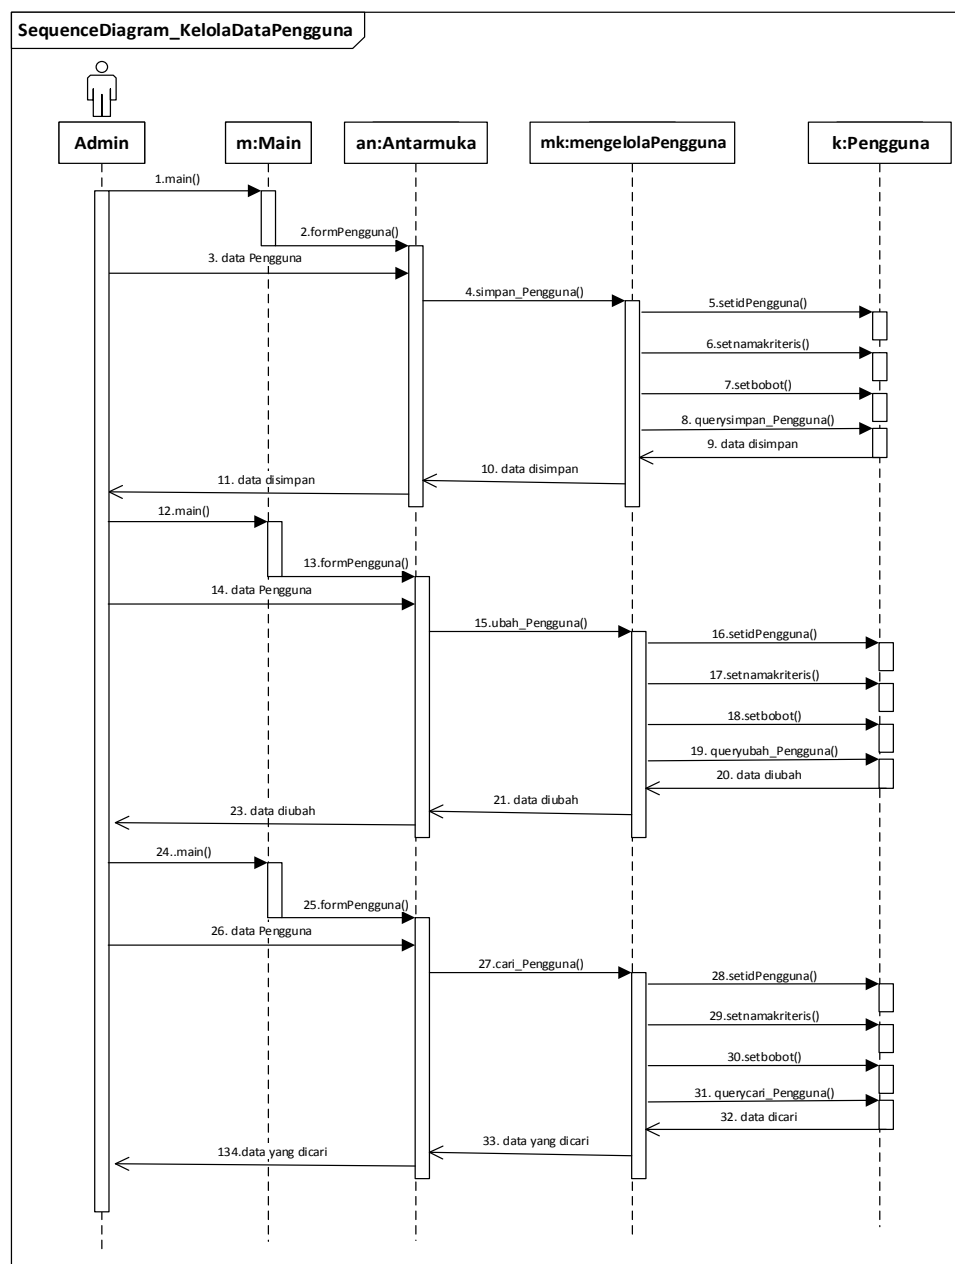 SequenceDiagram_KelolaDataPengguna
Admin
m:Main
an:Antarmuka
mk:mengelolaPengguna
k:Pengguna
1.main()
2.formPengguna()
3. data Pengguna
4.simpan_Pengguna()
5.setidPengguna()
6.setnamakriteris()
7.setbobot()
8. querysimpan_Pengguna()
9. data disimpan
10. data disimpan
11. data disimpan
12.main()
13.formPengguna()
14. data Pengguna
15.ubah_Pengguna()
16.setidPengguna()
17.setnamakriteris()
18.setbobot()
19. queryubah_Pengguna()
20. data diubah
21. data diubah
23. data diubah
24..main()
25.formPengguna()
26. data Pengguna
27.cari_Pengguna()
28.setidPengguna()
29.setnamakriteris()
30.setbobot()
31. querycari_Pengguna()
32. data dicari
33. data yang dicari
134.data yang dicari